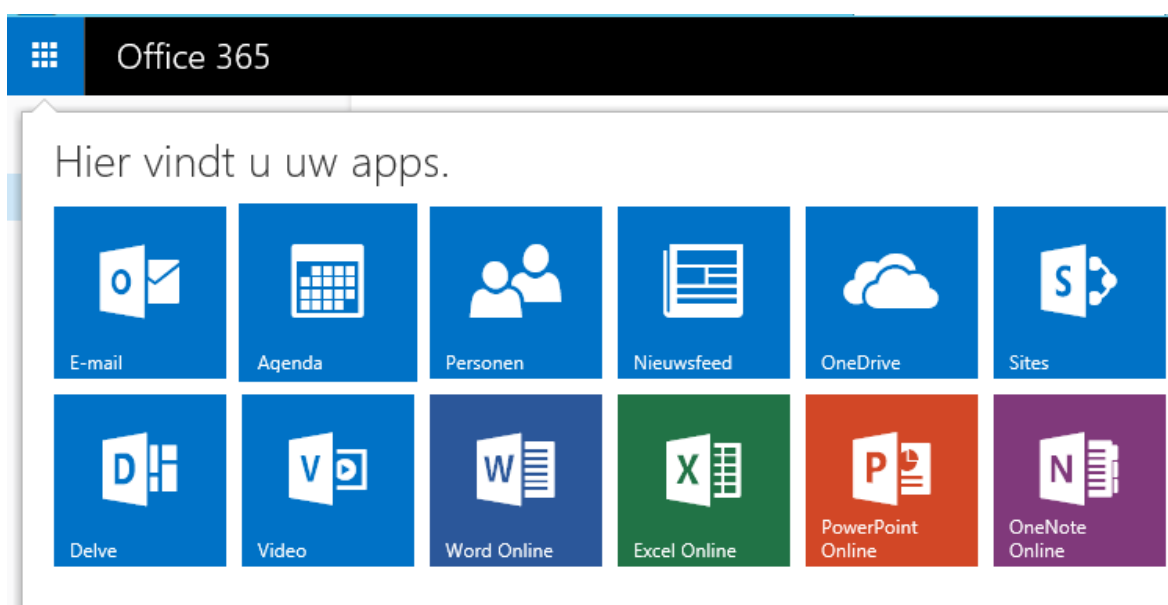 Office 365
Hier vindt u uw apps.
E-mail
Agenda
Personen
Nieuwsfeed
OneDrive
Sites
Delve
Video
Word Online
Excel Online
PowerPoint
Online
OneNote
Online